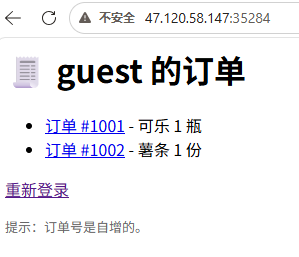 不安全 47.120.58.147:35284
guest 的订单
订单 #1001 - 可乐 1 瓶
订单 #1002 - 薯条 1 份
重新登录
提示：订单号是自增的。